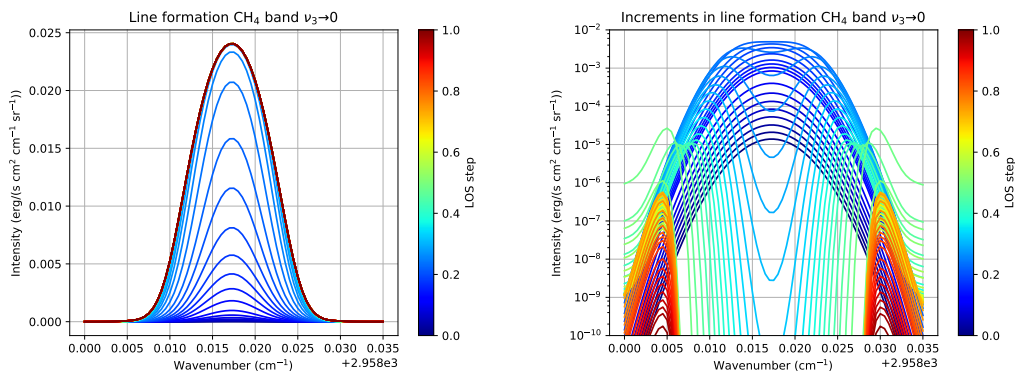 Line formation CH₄ band ν₃→0
Intensity (erg/(s cm² cm⁻¹ sr⁻¹))
0.025
0.020
0.015
0.010
0.005
0.000
0.000 0.005 0.010 0.015 0.020 0.025 0.030 0.035
Wavenumber (cm⁻¹)
+2.958e3
1.0
0.8
0.6
0.4
0.2
0.0
LOS step
Increments in line formation CH₄ band ν₃→0
Intensity (erg/(s cm² cm⁻¹ sr⁻¹))
10⁻²
10⁻³
10⁻⁴
10⁻⁵
10⁻⁶
10⁻⁷
10⁻⁸
10⁻⁹
10⁻¹⁰
0.000 0.005 0.010 0.015 0.020 0.025 0.030 0.035
Wavenumber (cm⁻¹)
+2.958e3
1.0
0.8
0.6
0.4
0.2
0.0
LOS step